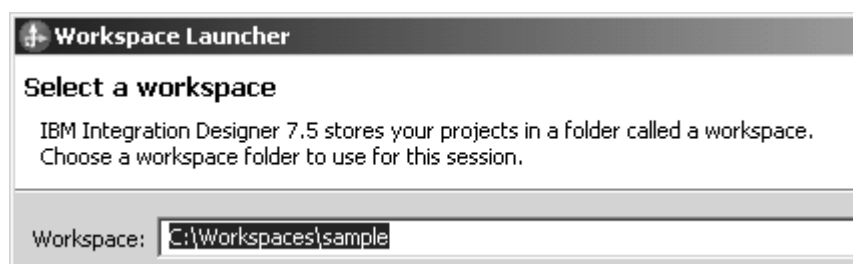 Workspace Launcher
Select a workspace
IBM Integration Designer 7.5 stores your projects in a folder called a workspace.
Choose a workspace folder to use for this session.
Workspace: C:\Workspaces\sample